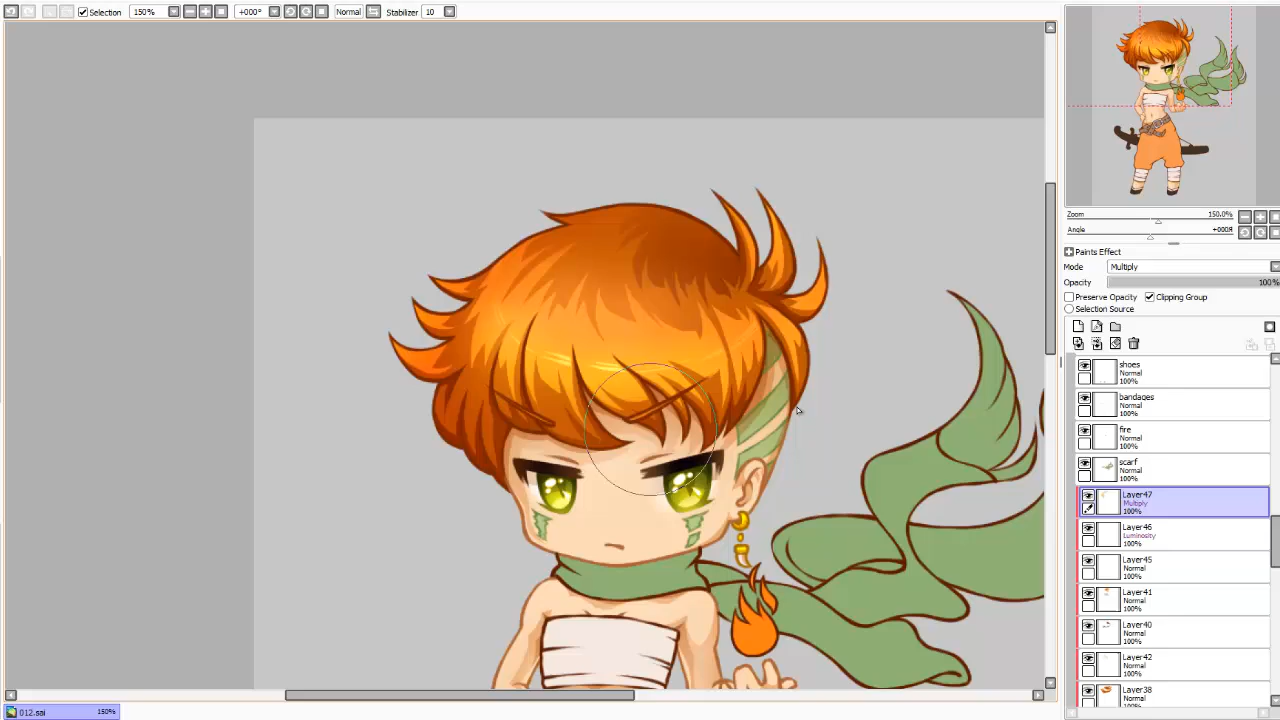 Selection 150% +000° Normal Stabilizer 10
Zoom 150.0%
Angle +000Я
Paints Effect
Mode Multiply
Opacity 100%
Preserve Opacity Clipping Group
Selection Source
shoes
Normal
100%
bandages
Normal
100%
fire
Normal
100%
scarf
Normal
100%
Layer47
Multiply
100%
Layer46
Luminosity
100%
Layer45
Normal
100%
Layer41
Normal
100%
Layer40
Normal
100%
Layer42
Normal
100%
Layer38
Normal
012.sai 150%